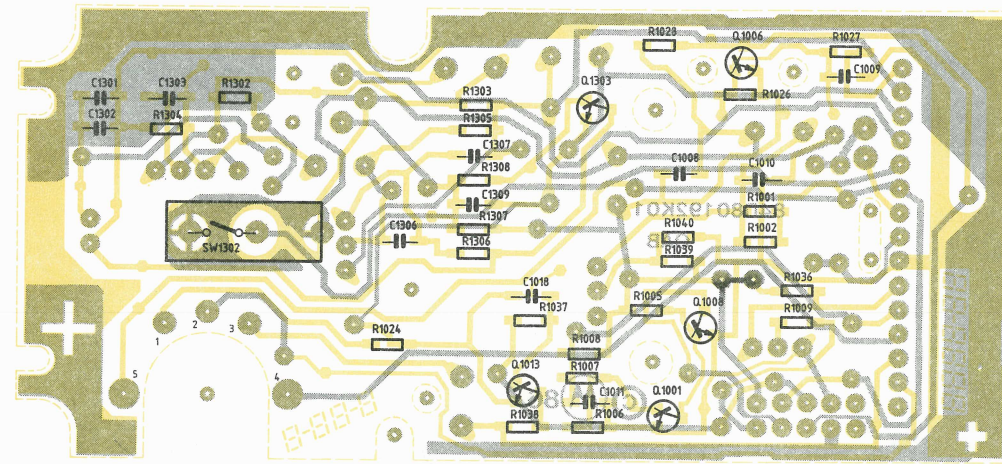 R1028
Q1006
R1027
C1009
C1301
C1303
R1302
Q1303
R1026
R1303
C1302
R1304
R1305
C1307
R1308
C1008
C1010
C1309
R1001
R1307
SW1302
C1306
R1306
R1040
R1002
R1039
C1018
R1037
R1005
Q1008
R1036
R1009
2
1
3
R1024
R1008
5
4
Q1013
R1007
C1011
R1038
R1006
Q1001